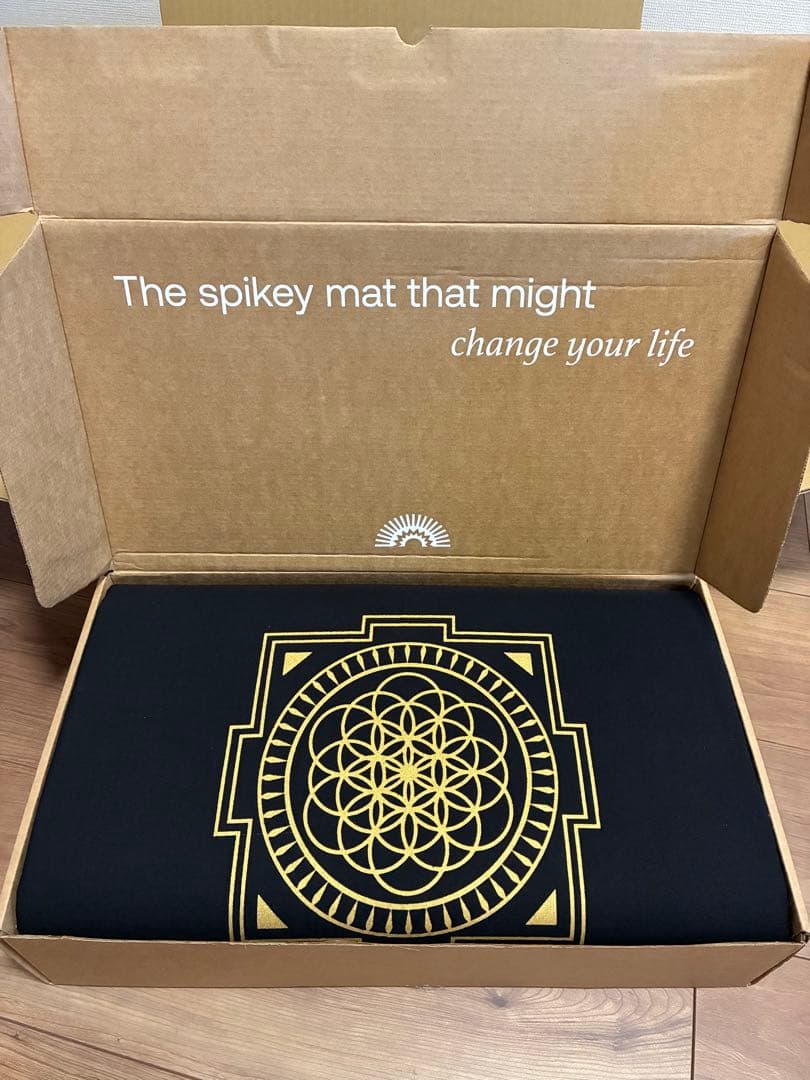 The spikey mat that might
change your life